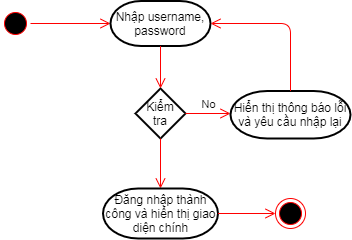 Nhập username,
password
Kiểm
tra
No
Hiển thị thông báo lỗi
và yêu cầu nhập lại
Đăng nhập thành
công và hiển thị giao
diện chính